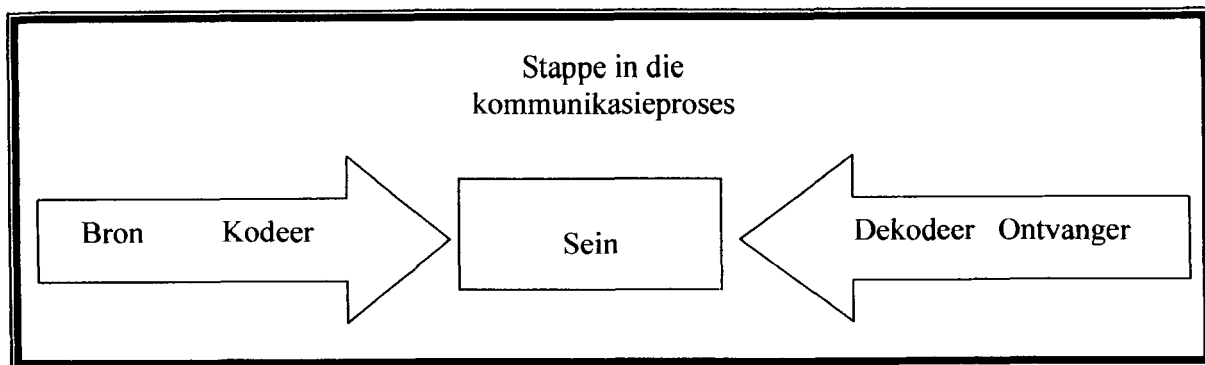 Stappe in die
kommunikasieproses
Bron Kodeer
Sein
Dekodeer Ontvanger